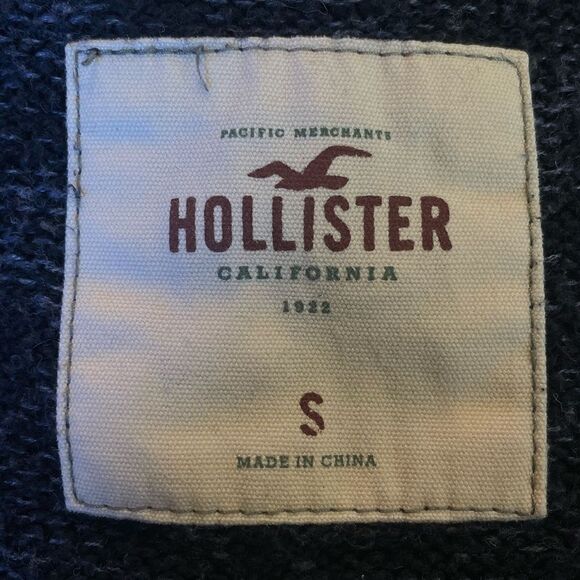 PACIFIC MERCHANTS
HOLLISTER
CALIFORNIA
1922
S
MADE IN CHINA